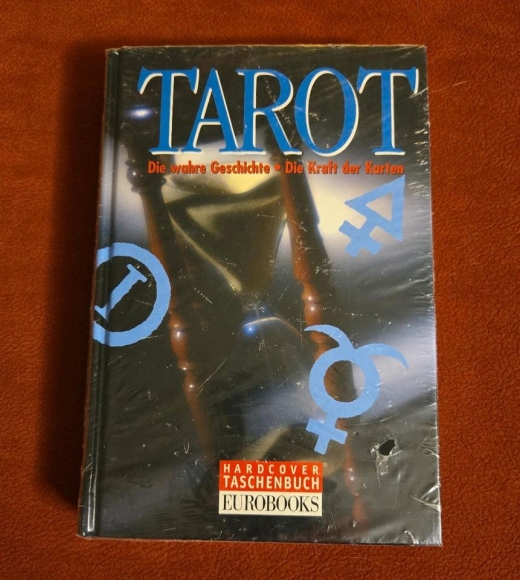 TAROT
Die wahre Geschichte • Die Kraft der Karten
HARDCOVER
TASCHENBUCH
EUROBOOKS